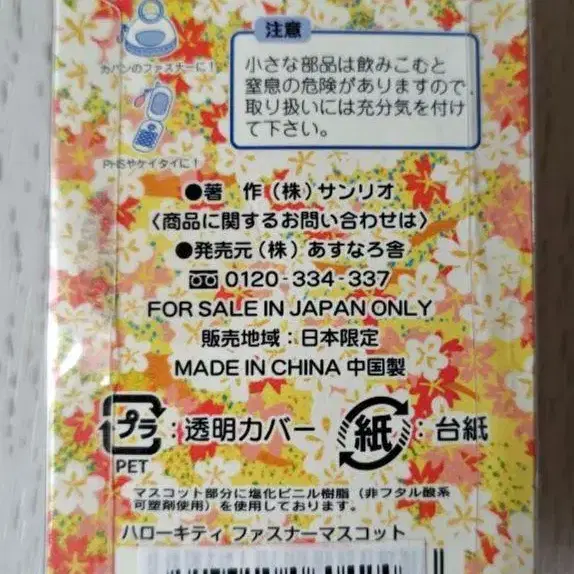 カバンのファスナーに!
PHSやケイタイに!
注意
小さな部品は飲みこむと
窒息の危険がありますので、
取り扱いには充分気を付け
て下さい。
●著 作(株)サンリオ
〈商品に関するお問い合わせは〉
●発売元(株)あすなろ舎
0120-334-337
FOR SALE IN JAPAN ONLY
販売地域:日本限定
MADE IN CHINA 中国製
プラ:透明カバー 紙:台紙
PET
マスコット部分に塩化ビニル樹脂(非フタル酸系
可塑剤使用)を使用しております。
ハローキティ ファスナーマスコット